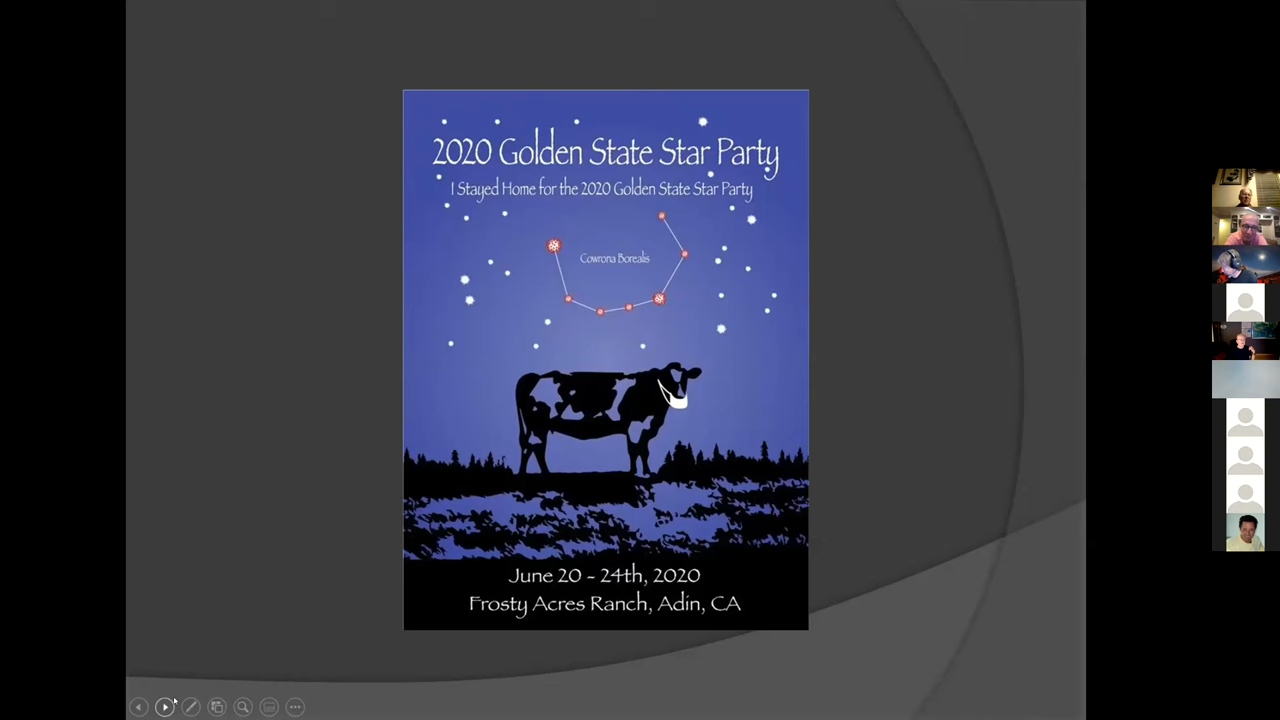 2020 Golden State Star Party
I Stayed Home for the 2020 Golden State Star Party
Cowrona Borealis
June 20 - 24th, 2020
Frosty Acres Ranch, Adin, CA